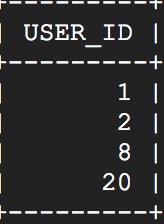 +---------+
| USER_ID |
+---------+
| 1 |
| 2 |
| 8 |
| 20 |
+---------+